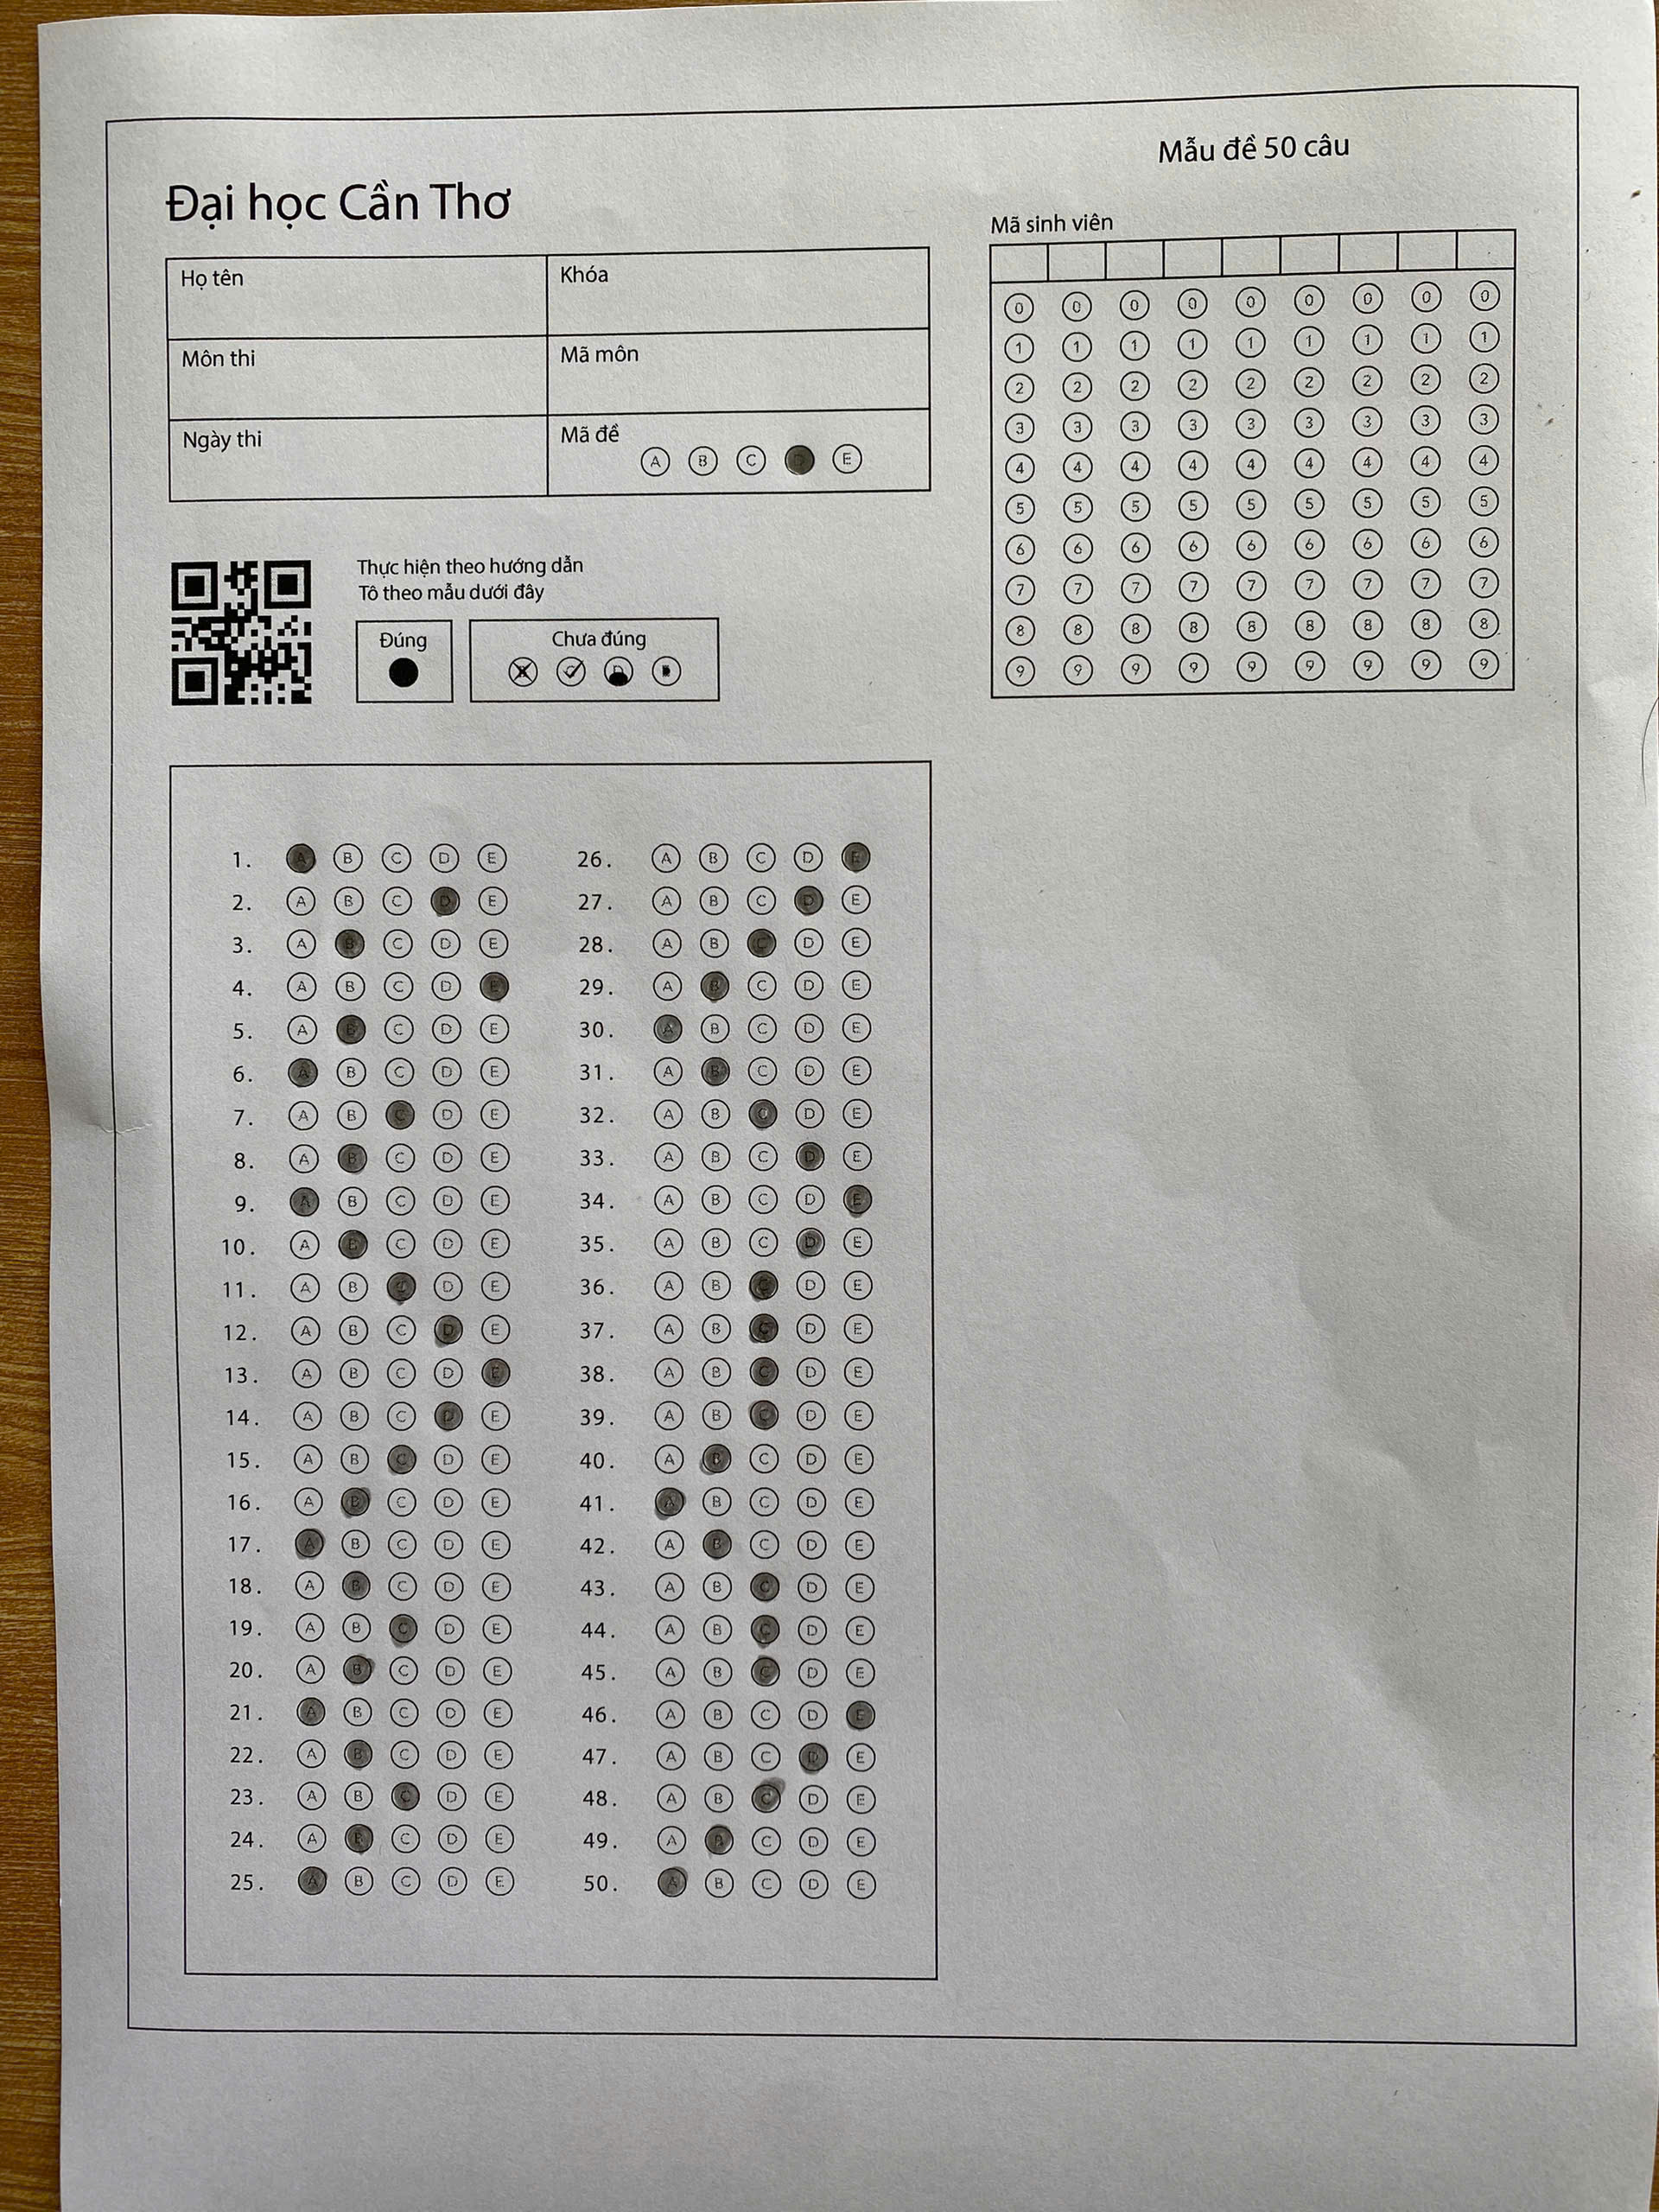 Mẫu đề 50 câu
Đại học Cần Thơ
Mã sinh viên
Họ tên Khóa
Môn thi Mã môn
Ngày thi Mã đề
A B C D E
0 0 0 0 0 0 0 0 0
1 1 1 1 1 1 1 1 1
2 2 2 2 2 2 2 2 2
3 3 3 3 3 3 3 3 3
4 4 4 4 4 4 4 4 4
5 5 5 5 5 5 5 5 5
6 6 6 6 6 6 6 6 6
7 7 7 7 7 7 7 7 7
8 8 8 8 8 8 8 8 8
9 9 9 9 9 9 9 9 9
Thực hiện theo hướng dẫn
Tô theo mẫu dưới đây
Đúng Chưa đúng
1. A B C D E 26. A B C D E
2. A B C D E 27. A B C D E
3. A B C D E 28. A B C D E
4. A B C D E 29. A B C D E
5. A B C D E 30. A B C D E
6. A B C D E 31. A B C D E
7. A B C D E 32. A B C D E
8. A B C D E 33. A B C D E
9. A B C D E 34. A B C D E
10. A B C D E 35. A B C D E
11. A B C D E 36. A B C D E
12. A B C D E 37. A B C D E
13. A B C D E 38. A B C D E
14. A B C D E 39. A B C D E
15. A B C D E 40. A B C D E
16. A B C D E 41. A B C D E
17. A B C D E 42. A B C D E
18. A B C D E 43. A B C D E
19. A B C D E 44. A B C D E
20. A B C D E 45. A B C D E
21. A B C D E 46. A B C D E
22. A B C D E 47. A B C D E
23. A B C D E 48. A B C D E
24. A B C D E 49. A B C D E
25. A B C D E 50. A B C D E